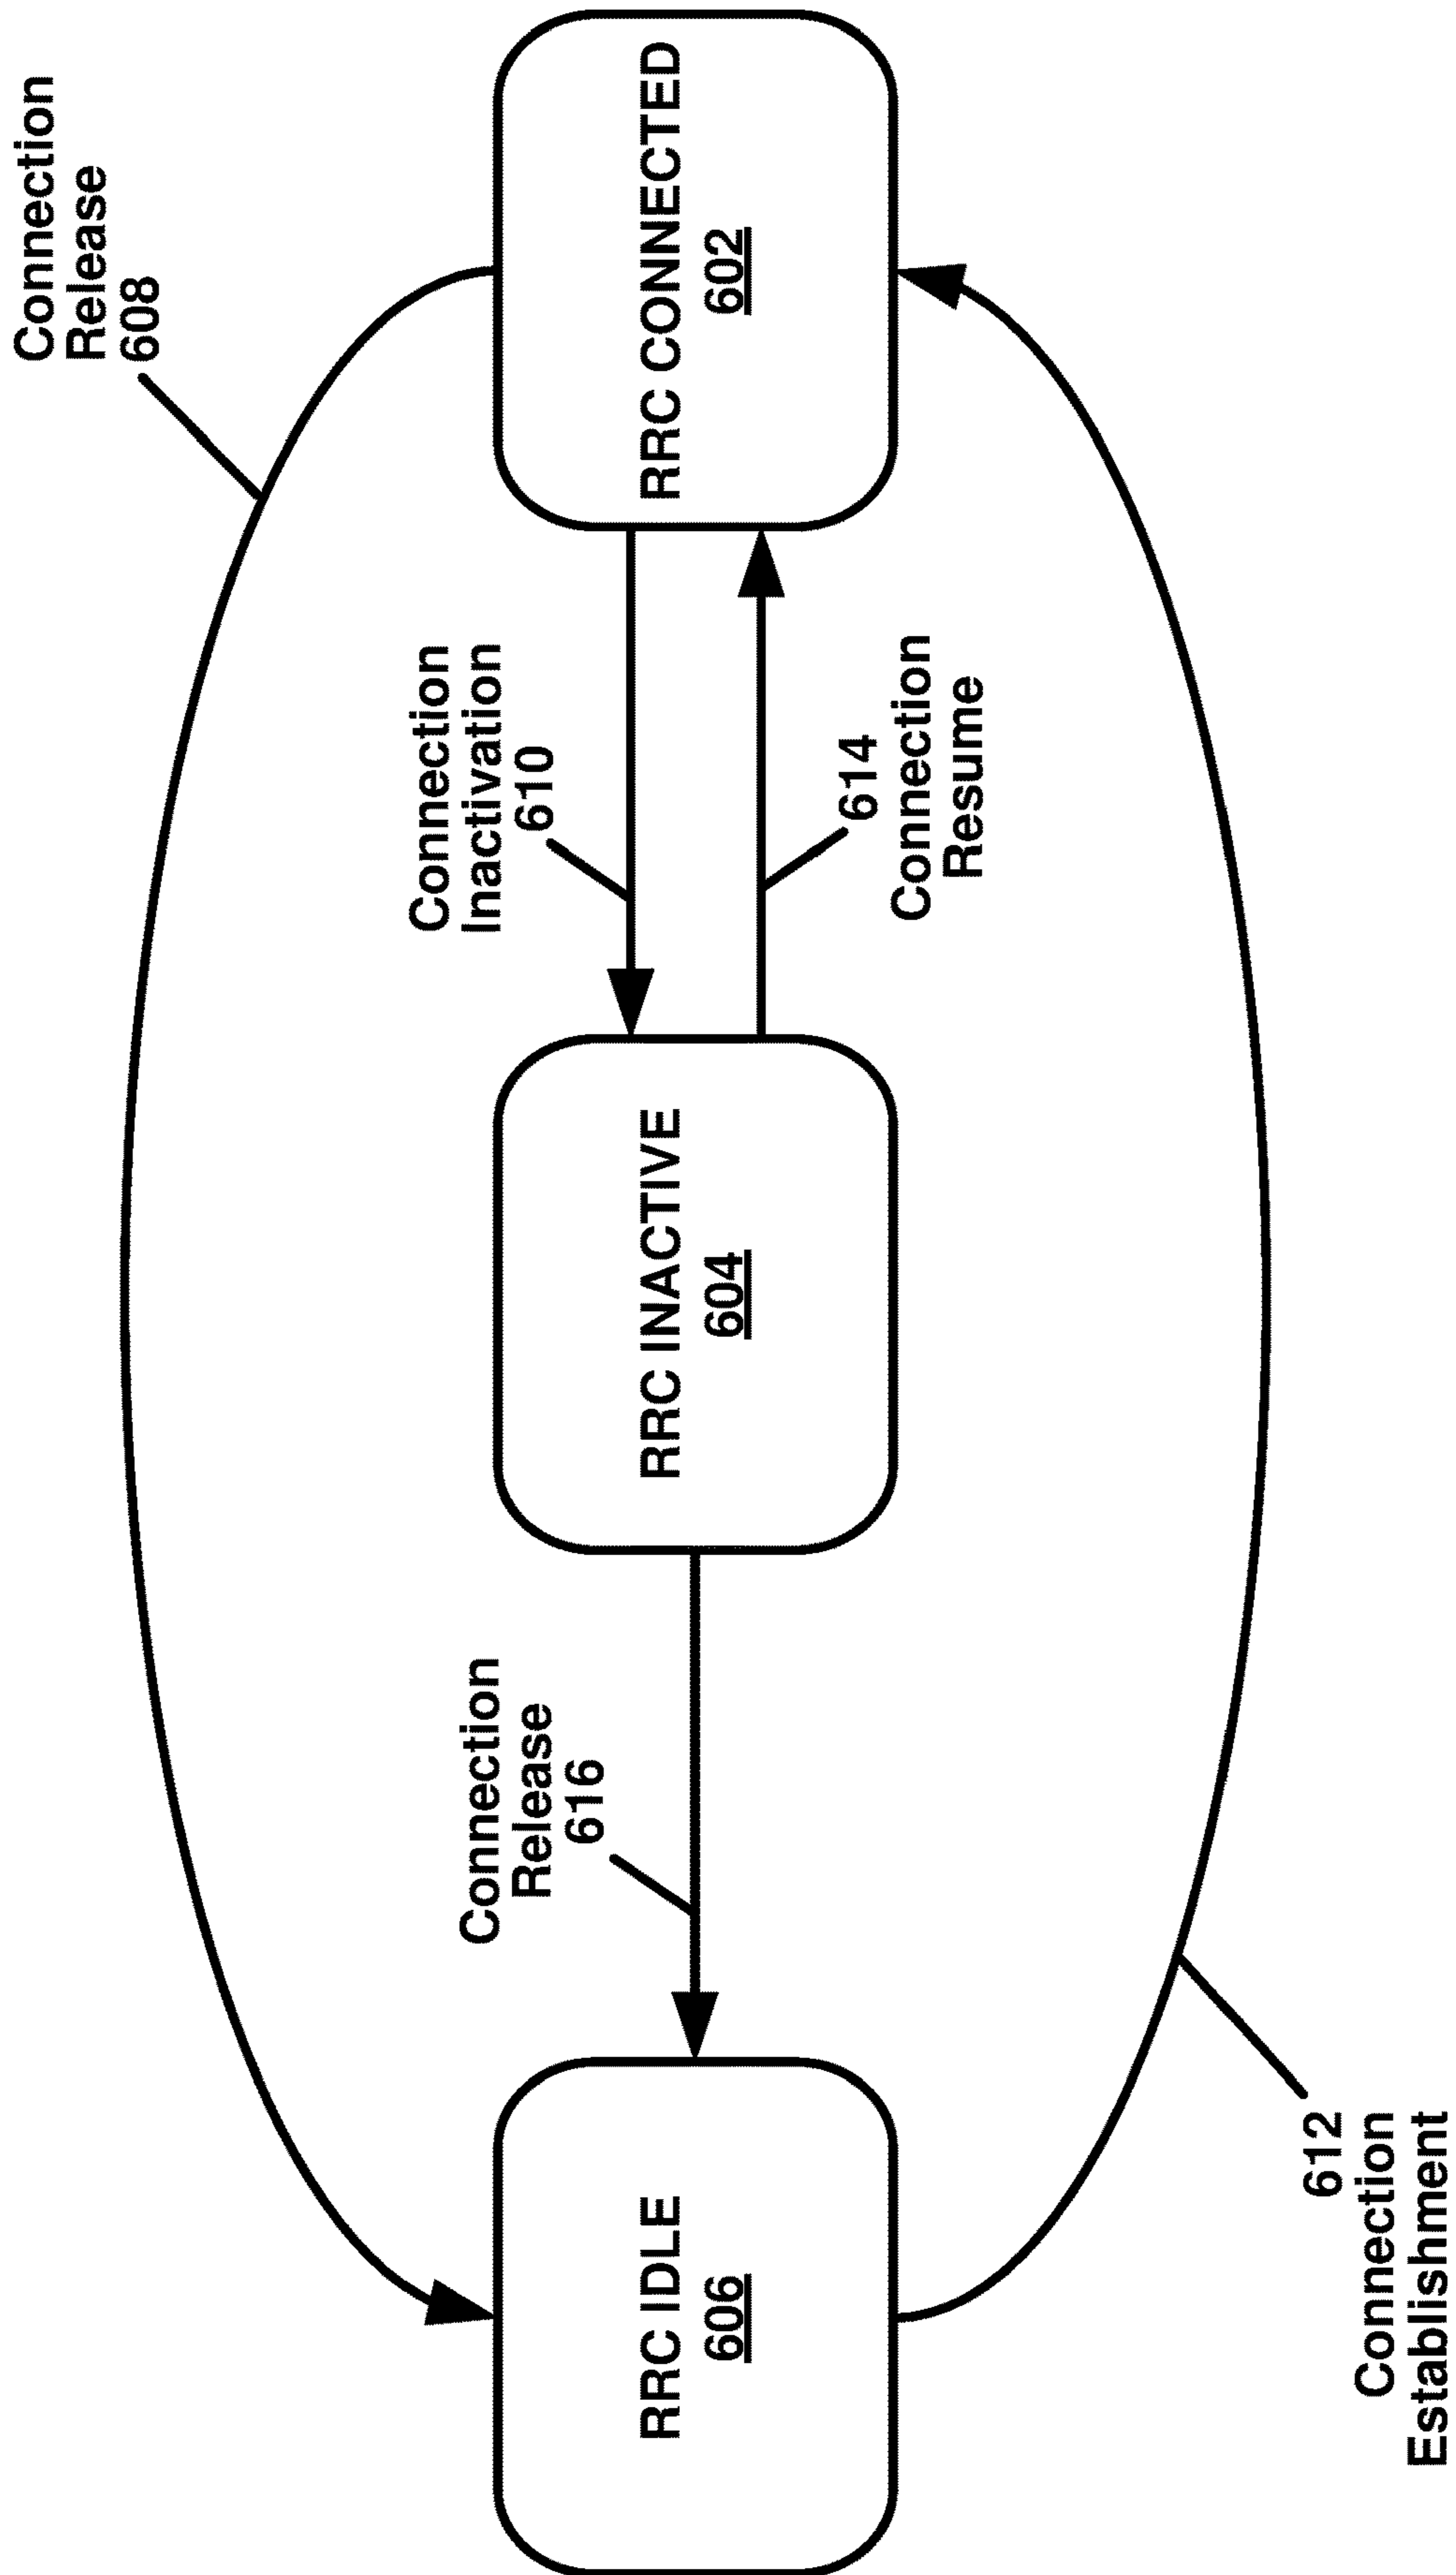 Connection
Release
608
Connection
Inactivation
610
Connection
Release
616
RRC IDLE
606
RRC INACTIVE
604
RRC CONNECTED
602
614
Connection
Resume
612
Connection
Establishment